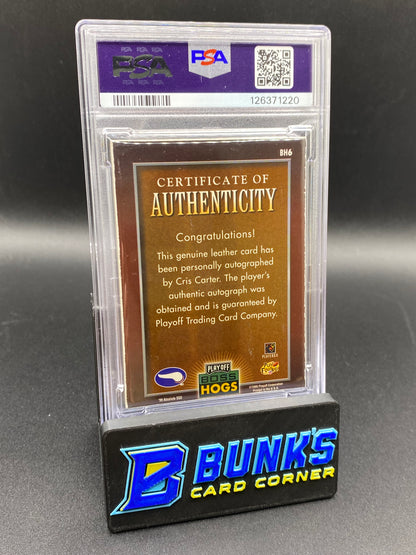 PSA
PSA
126371220
BH6
CERTIFICATE OF
AUTHENTICITY
Congratulations!
This genuine leather card has
been personally autographed
by Cris Carter. The player's
authentic autograph was
obtained and is guaranteed by
Playoff Trading Card Company.
PLAYERS
PLAYOFF
BOSS
HOGS
B BUNK'S
CARD CORNER